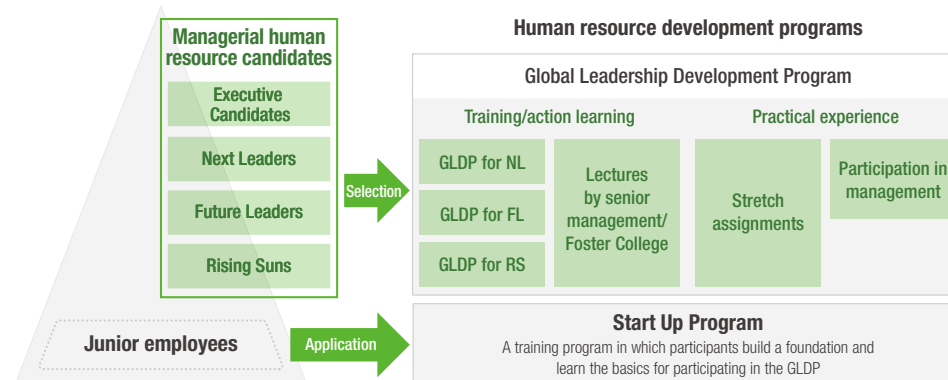 Managerial human
resource candidates
Executive
Candidates
Next Leaders
Future Leaders
Rising Suns
Selection
Human resource development programs
Global Leadership Development Program
Training/action learning
GLDP for NL
GLDP for FL
GLDP for RS
Lectures
by senior
management/
Foster College
Practical experience
Stretch
assignments
Participation in
management
Junior employees
Application
Start Up Program
A training program in which participants build a foundation and
learn the basics for participating in the GLDP